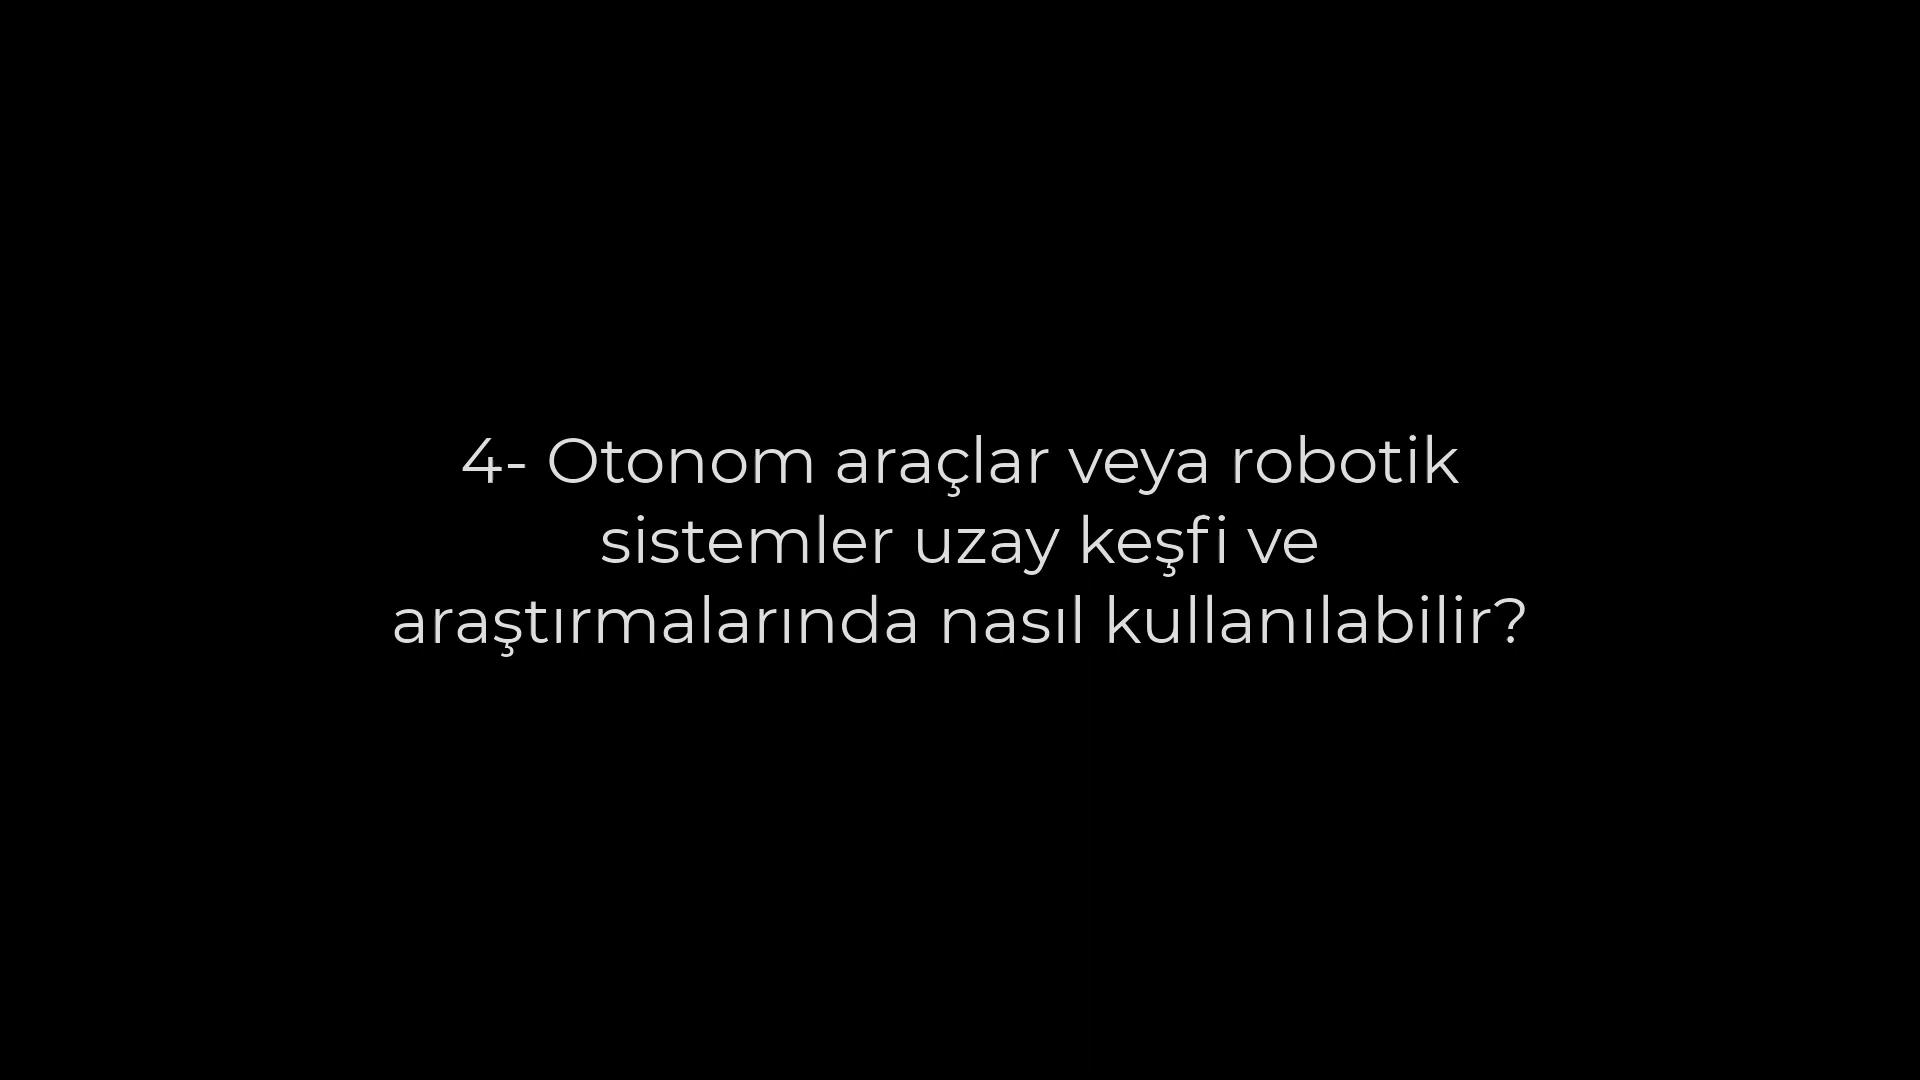 4- Otonom araçlar veya robotik
sistemler uzay keşfi ve
araştırmalarında nasıl kullanılabilir?